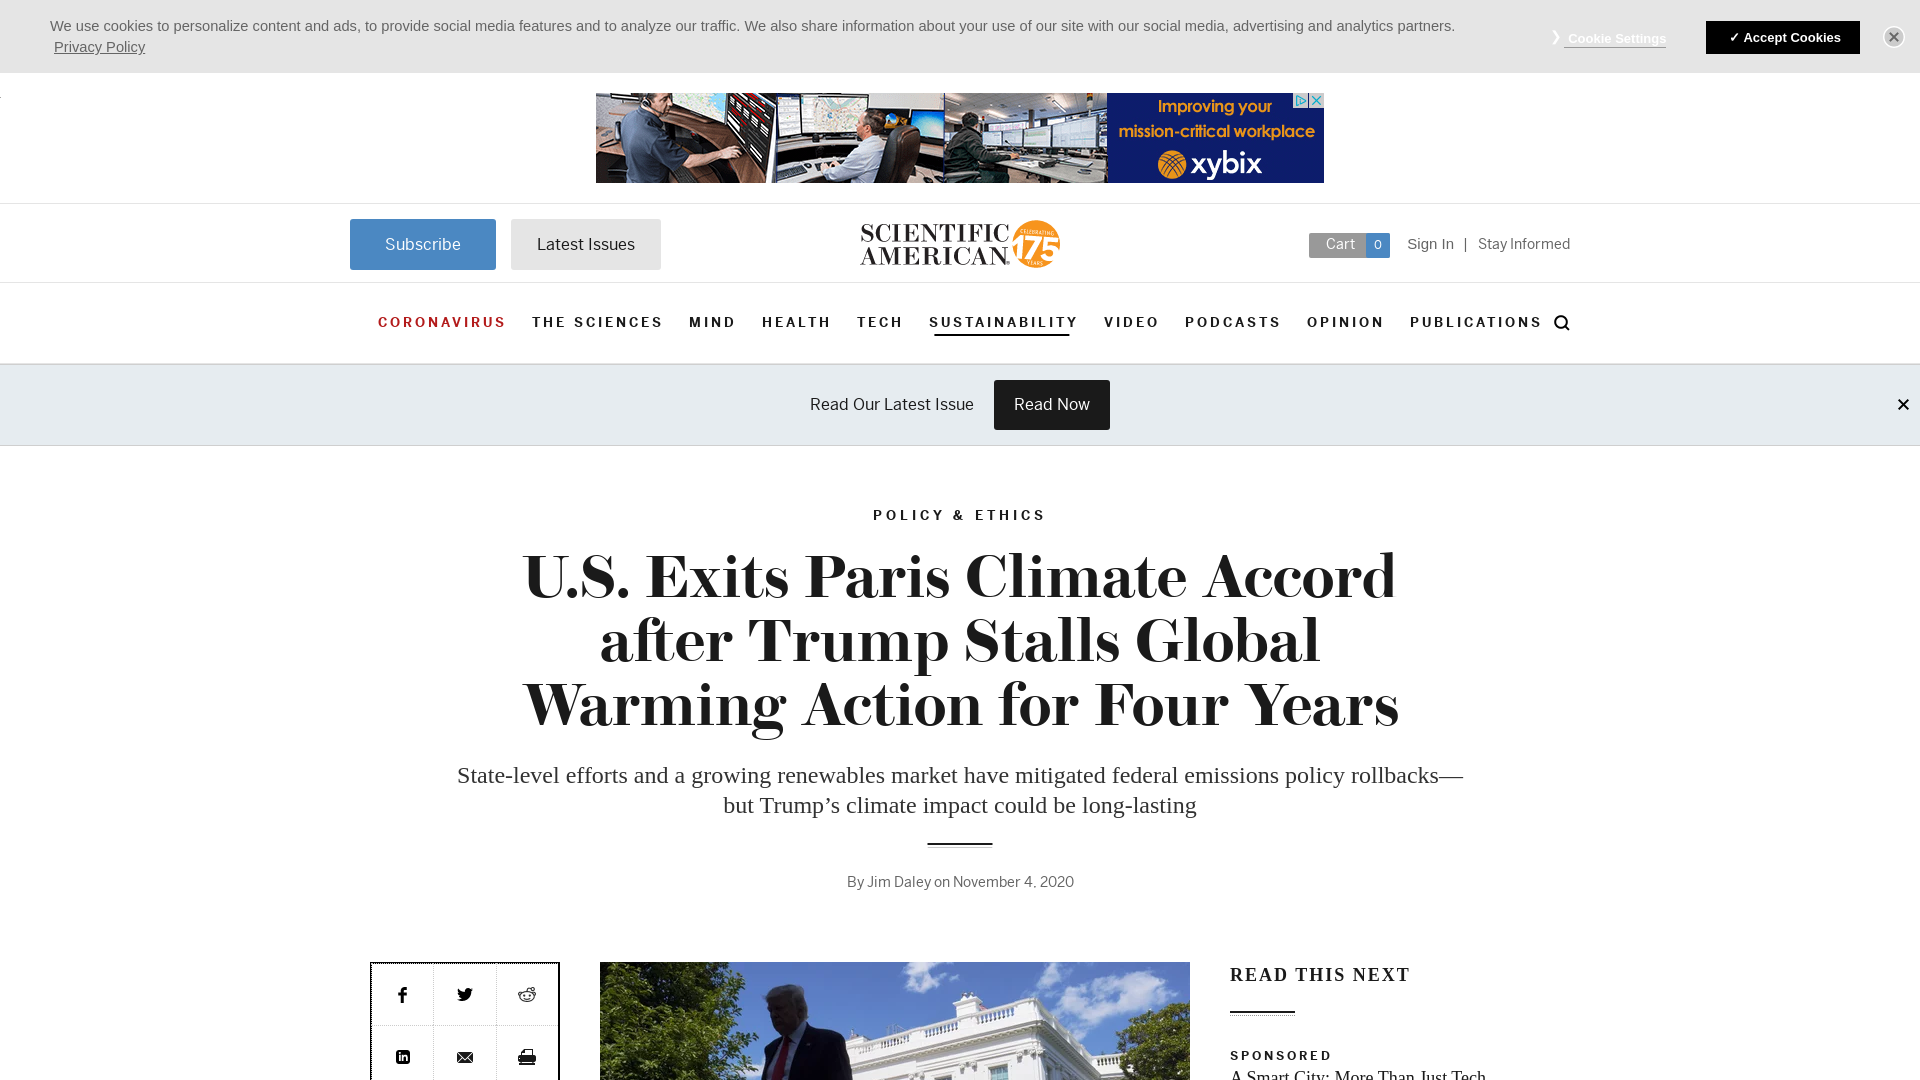 We use cookies to personalize content and ads, to provide social media features and to analyze our traffic. We also share information about your use of our site with our social media, advertising and analytics partners.
Privacy Policy
❯ Cookie Settings
✓ Accept Cookies
Improving your
mission-critical workplace
xybix
Subscribe
Latest Issues
SCIENTIFIC
AMERICAN
CELEBRATING
175
YEARS
Cart 0
Sign In | Stay Informed
CORONAVIRUS THE SCIENCES MIND HEALTH TECH SUSTAINABILITY VIDEO PODCASTS OPINION PUBLICATIONS
Read Our Latest Issue
Read Now
POLICY & ETHICS
U.S. Exits Paris Climate Accord
after Trump Stalls Global
Warming Action for Four Years
State-level efforts and a growing renewables market have mitigated federal emissions policy rollbacks—
but Trump’s climate impact could be long-lasting
By Jim Daley on November 4, 2020
READ THIS NEXT
SPONSORED
A Smart City: More Than Just Tech